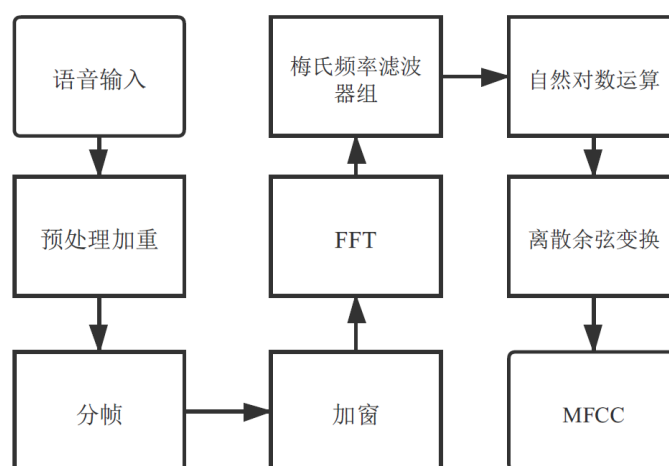 语音输入
预处理加重
分帧
加窗
FFT
梅氏频率滤波
器组
自然对数运算
离散余弦变换
MFCC